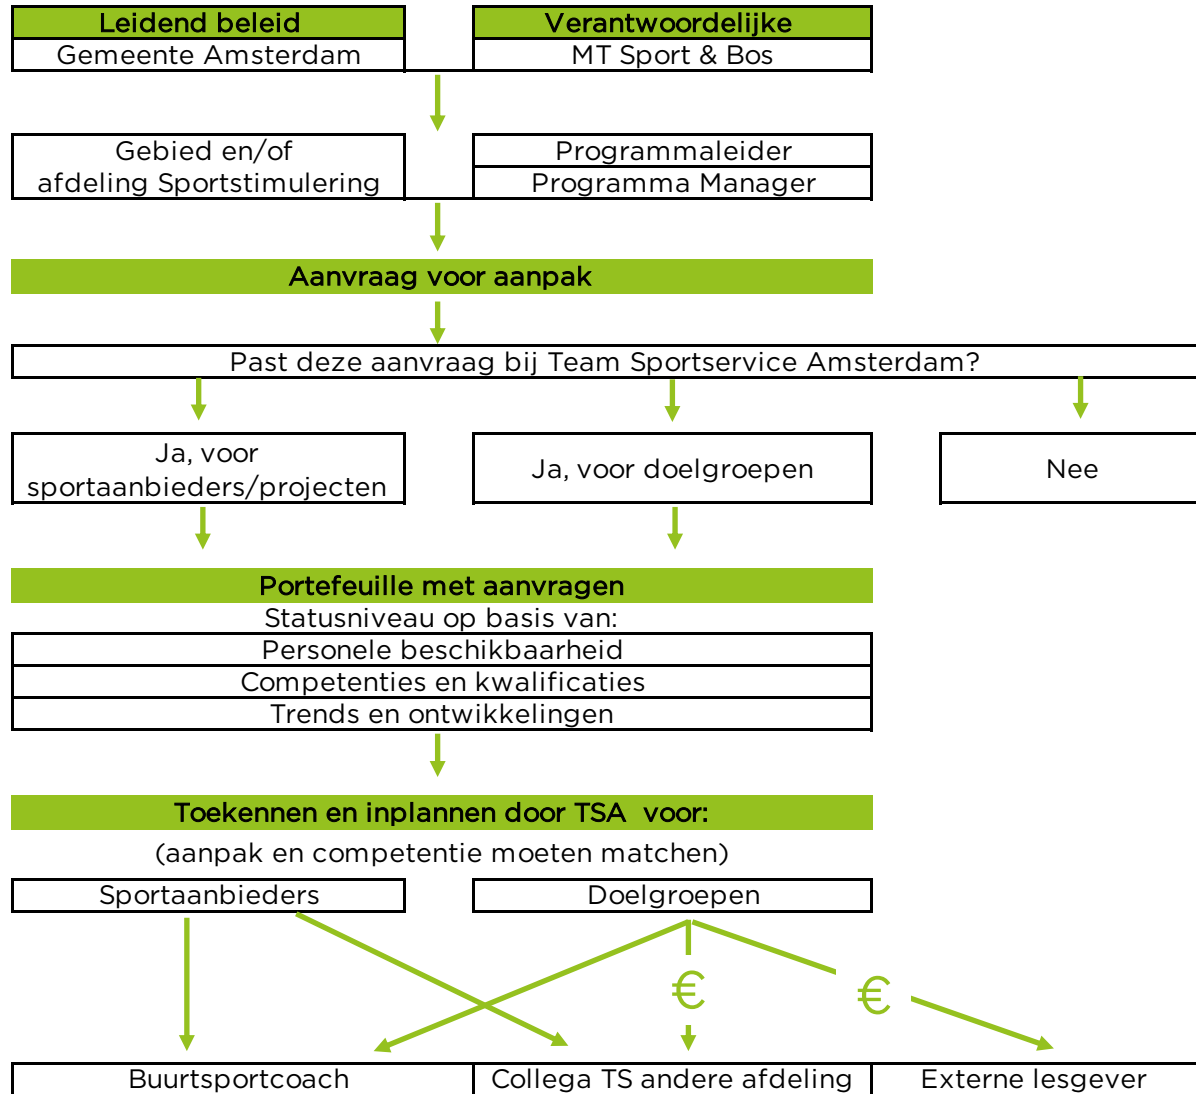 Leidend beleid
Verantwoordelijke
Gemeente Amsterdam
MT Sport & Bos
Gebied en/of
afdeling Sportstimulering
Programmaleider
Programma Manager
Aanvraag voor aanpak
Past deze aanvraag bij Team Sportservice Amsterdam?
Ja, voor
sportaanbieders/projecten
Ja, voor doelgroepen
Nee
Portefeuille met aanvragen
Statusniveau op basis van:
Personele beschikbaarheid
Competenties en kwalificaties
Trends en ontwikkelingen
Toekennen en inplannen door TSA voor:
(aanpak en competentie moeten matchen)
Sportaanbieders
Doelgroepen
€
€
Buurtsportcoach
Collega TS andere afdeling
Externe lesgever